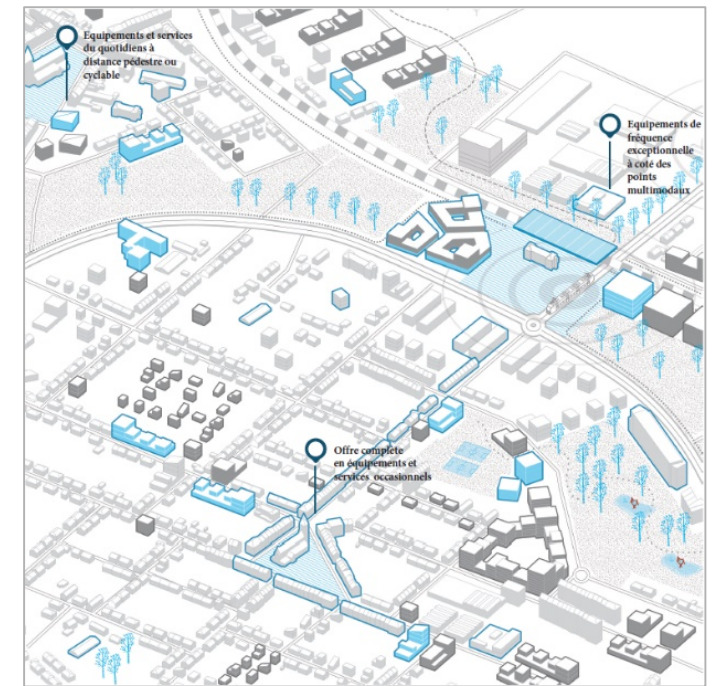 Equipements et services
du quotidiens à
distance pédestre ou
cyclable
Equipements de
fréquence
exceptionnelle
à coté des
points
multimodaux
Offre complète
en équipements et
services occasionnels